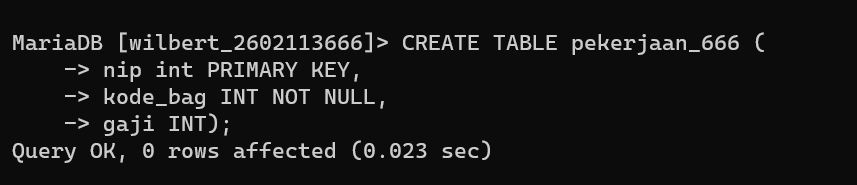 MariaDB [wilbert_2602113666]> CREATE TABLE pekerjaan_666 (
    -> nip int PRIMARY KEY,
    -> kode_bag INT NOT NULL,
    -> gaji INT);
Query OK, 0 rows affected (0.023 sec)